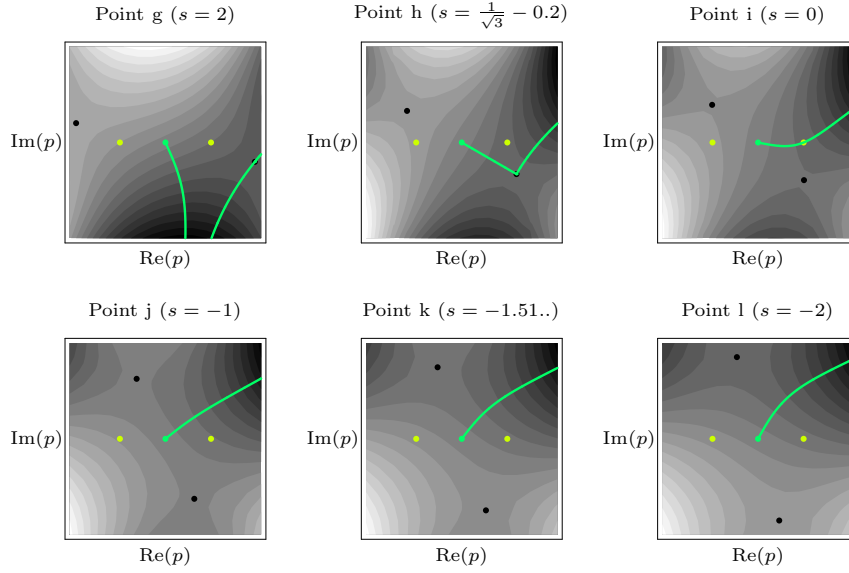 Point g (s = 2)
Point h (s = 1/√3 − 0.2)
Point i (s = 0)
Im(p)
Im(p)
Im(p)
Re(p)
Re(p)
Re(p)
Point j (s = −1)
Point k (s = −1.51..)
Point l (s = −2)
Im(p)
Im(p)
Im(p)
Re(p)
Re(p)
Re(p)